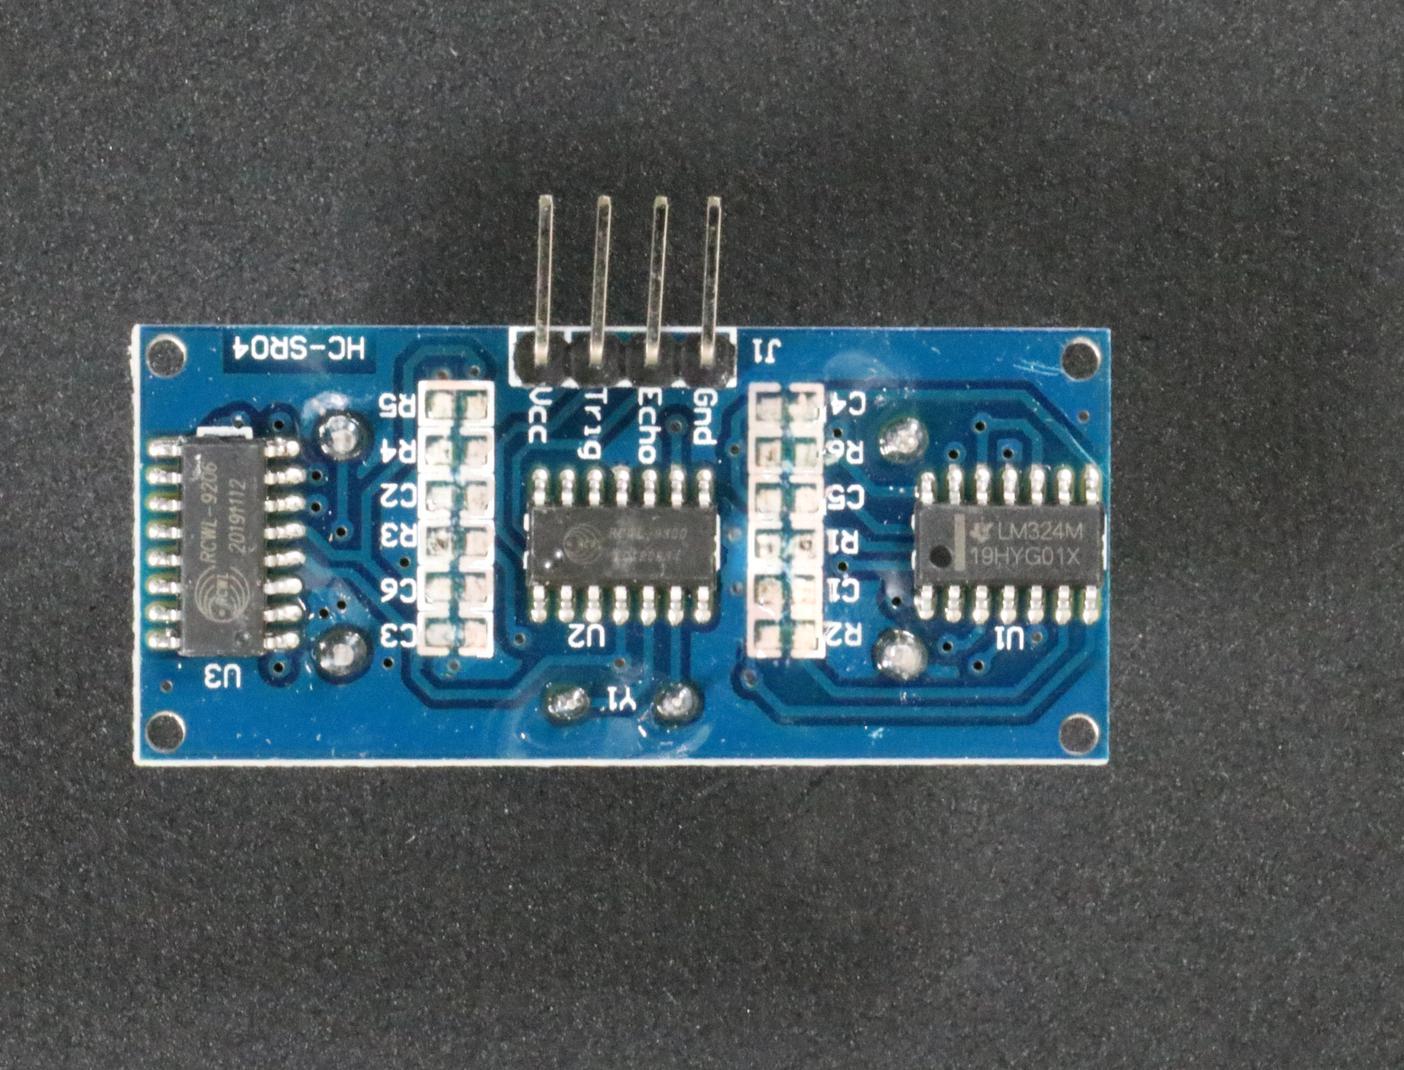 HC-SR04
J1
Vcc
Trig
Echo
Gnd
R5
R4
C2
R3
C6
C3
C4
R6
C5
R1
C1
R2
RCWL-9206
20191112
U3
U2
LM324M
19HYG01X
U1
Y1